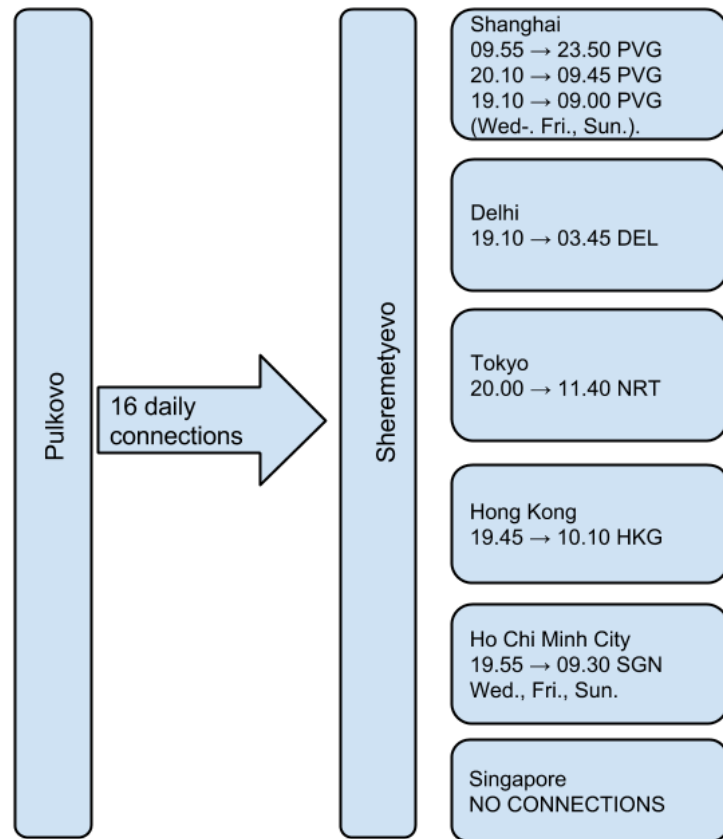 Pulkovo
16 daily
connections
Sheremetyevo
Shanghai
09.55 → 23.50 PVG
20.10 → 09.45 PVG
19.10 → 09.00 PVG
(Wed-. Fri., Sun.).
Delhi
19.10 → 03.45 DEL
Tokyo
20.00 → 11.40 NRT
Hong Kong
19.45 → 10.10 HKG
Ho Chi Minh City
19.55 → 09.30 SGN
Wed., Fri., Sun.
Singapore
NO CONNECTIONS